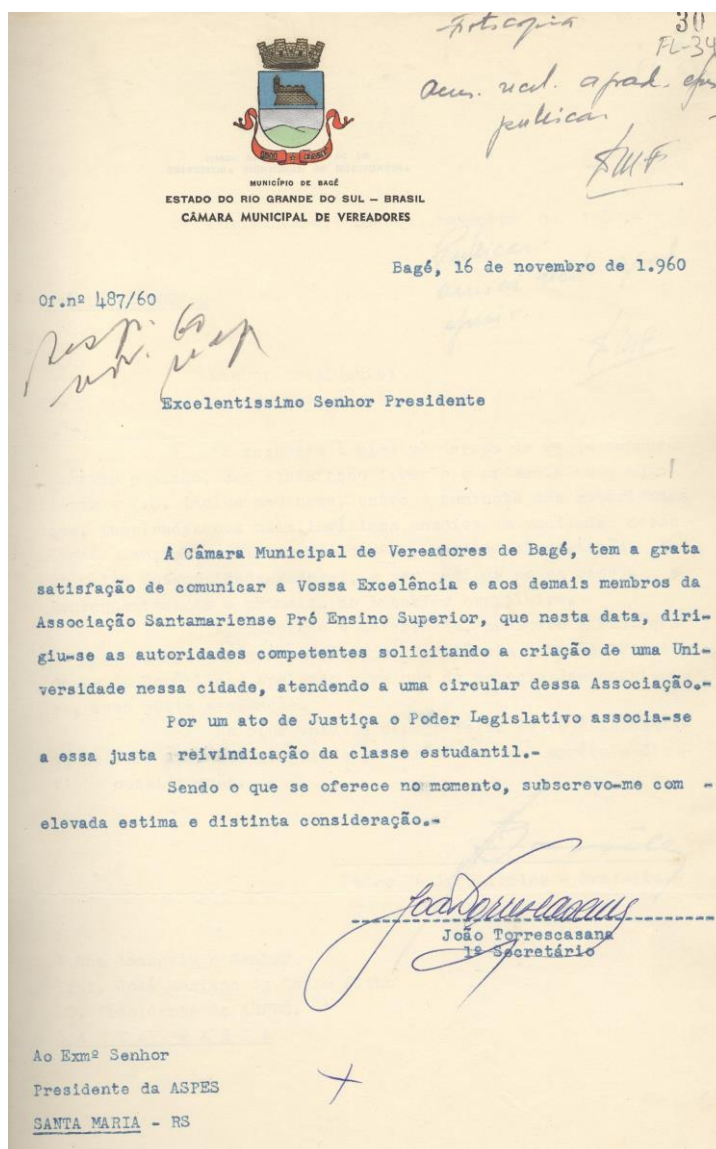 Fotocopia
30
FL-34
publicar
MUNICÍPIO DE BAGÉ
ESTADO DO RIO GRANDE DO SUL — BRASIL
CÂMARA MUNICIPAL DE VEREADORES
Bagé, 16 de novembro de 1.960
Of.nº 487/60
Excelentissimo Senhor Presidente
A Câmara Municipal de Vereadores de Bagé, tem a grata
satisfação de comunicar a Vossa Excelência e aos demais membros da
Associação Santamariense Pró Ensino Superior, que nesta data, diri-
giu-se as autoridades competentes solicitando a criação de uma Uni-
versidade nessa cidade, atendendo a uma circular dessa Associação.-
Por um ato de Justiça o Poder Legislativo associa-se
a essa justa reivindicação da classe estudantil.-
Sendo o que se oferece no momento, subscrevo-me com -
elevada estima e distinta consideração.-
João Torrescasana
1º Secretário
Ao Exmº Senhor
Presidente da ASPES
SANTA MARIA - RS